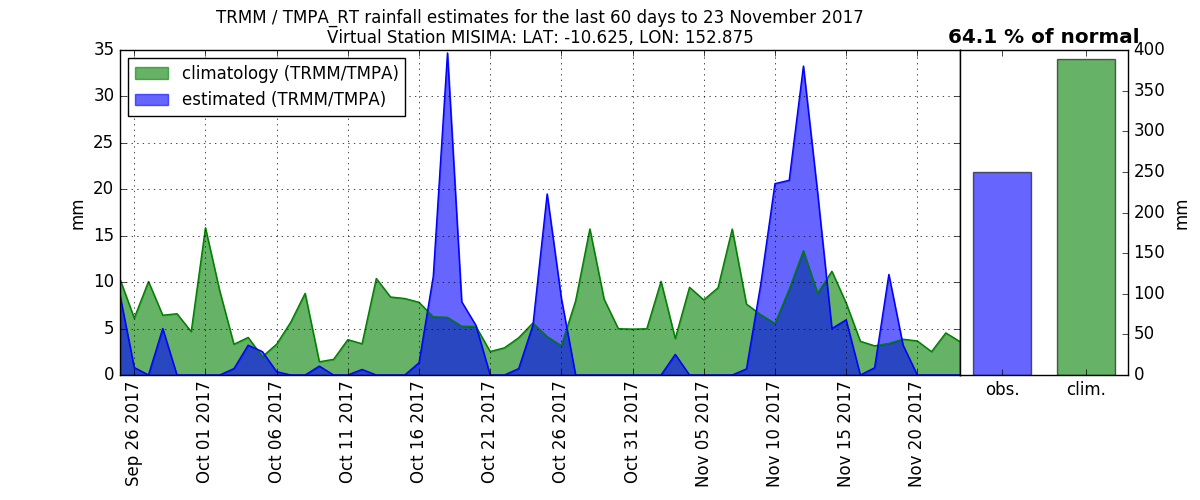 TRMM / TMPA_RT rainfall estimates for the last 60 days to 23 November 2017
Virtual Station MISIMA: LAT: -10.625, LON: 152.875
64.1 % of normal
climatology (TRMM/TMPA)
estimated (TRMM/TMPA)
mm
35
30
25
20
15
10
5
0
Sep 26 2017
Oct 01 2017
Oct 06 2017
Oct 11 2017
Oct 16 2017
Oct 21 2017
Oct 26 2017
Oct 31 2017
Nov 05 2017
Nov 10 2017
Nov 15 2017
Nov 20 2017
obs.
clim.
400
350
300
250
200
150
100
50
0
mm